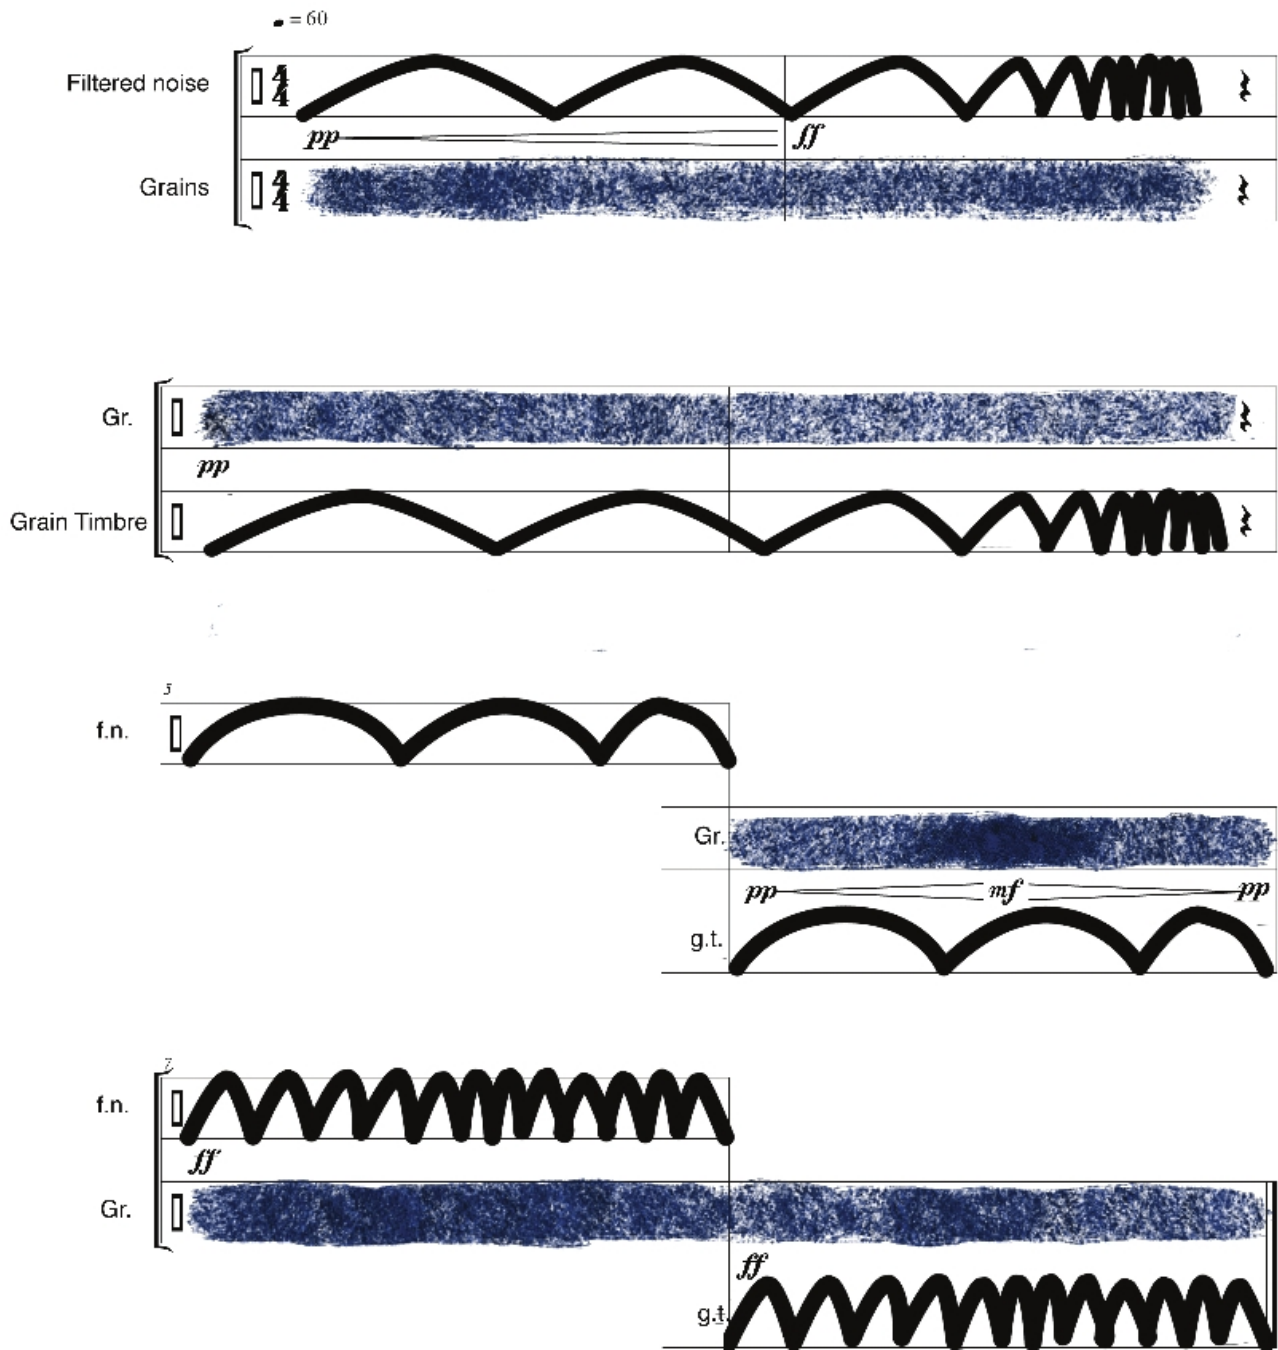 = 60
Filtered noise
4
4
pp ff
Grains
4
4
Gr.
pp
Grain Timbre
5
f.n.
Gr.
pp mf pp
g.t.
7
f.n.
ff
Gr.
ff
g.t.